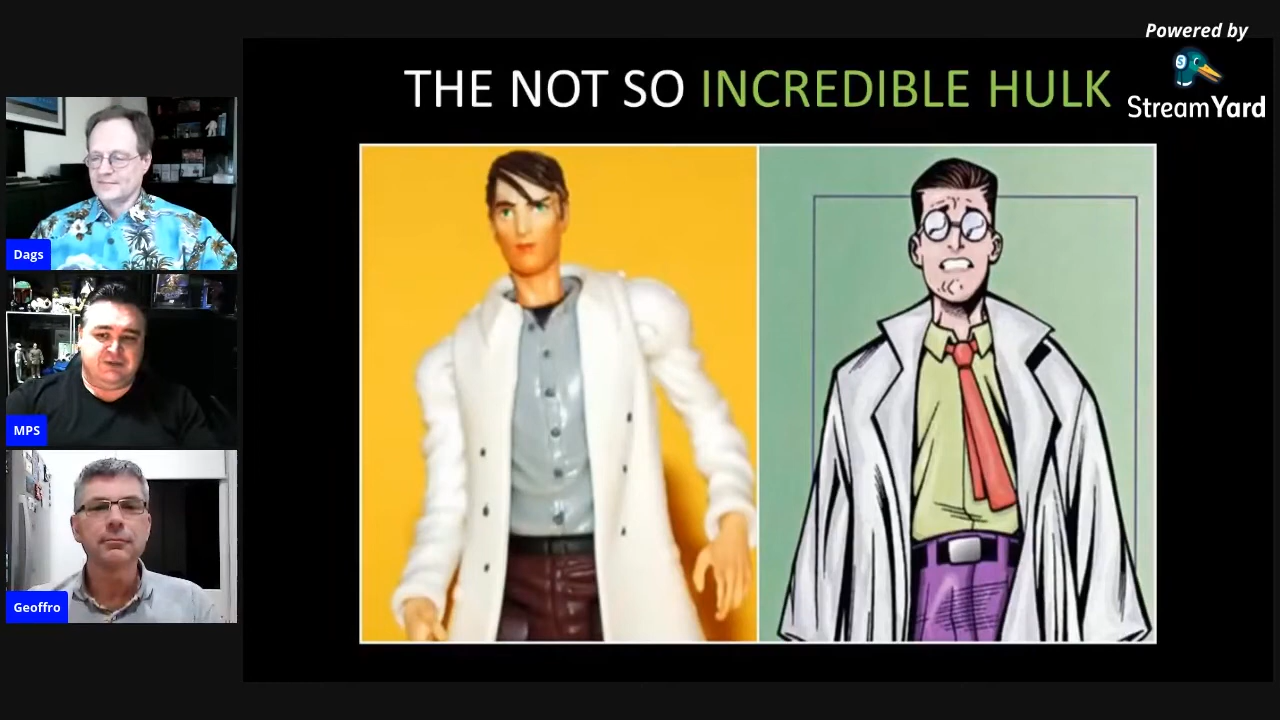 THE NOT SO INCREDIBLE HULK
Powered by
StreamYard
Dags
MPS
Geoffro